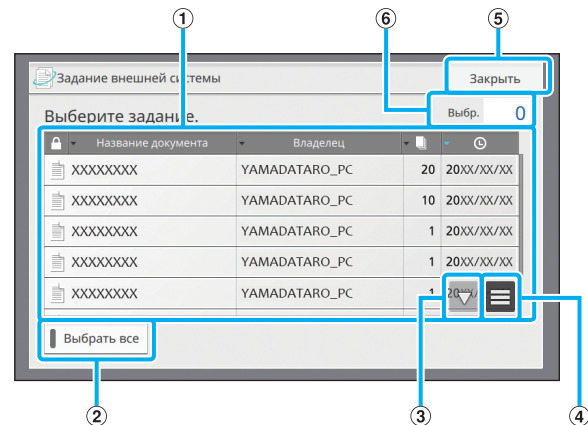 1 6 5
Задание внешней системы Закрыть
Выберите задание. Выбр. 0
Название документа Владелец
XXXXXXXX YAMADATARO_PC 20 20XX/XX/XX
XXXXXXXX YAMADATARO_PC 10 20XX/XX/XX
XXXXXXXX YAMADATARO_PC 1 20XX/XX/XX
XXXXXXXX YAMADATARO_PC 1 20XX/XX/XX
XXXXXXXX YAMADATARO_PC 1
Выбрать все
2 3 4